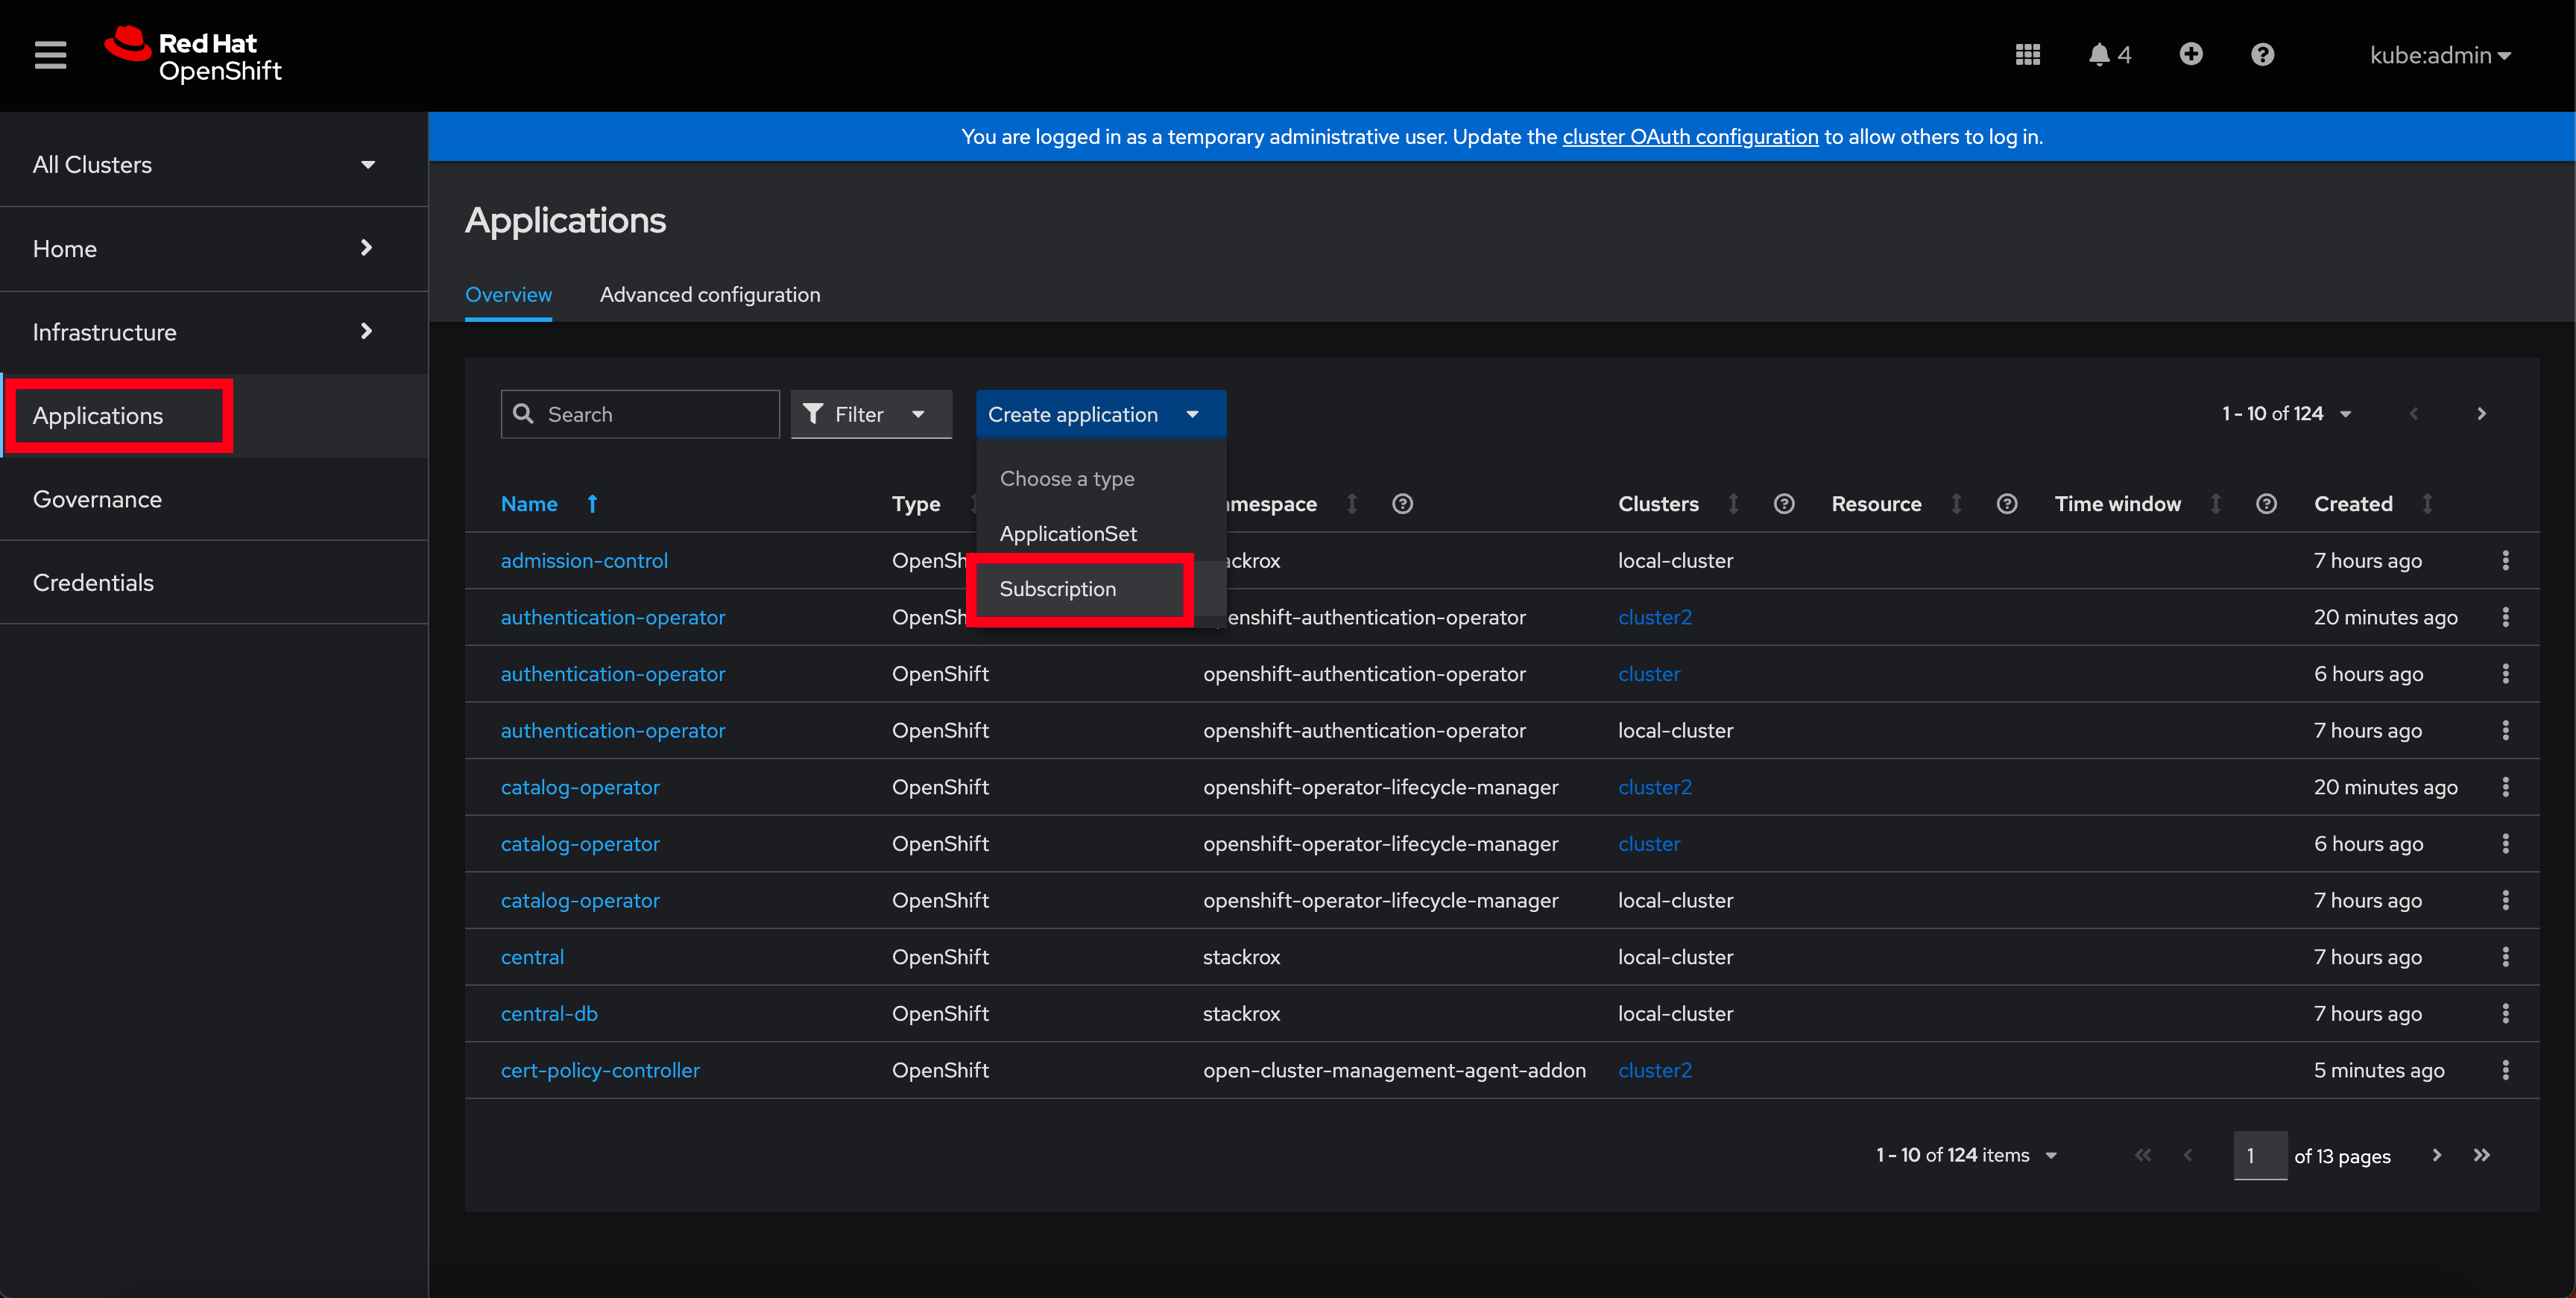 Red Hat
OpenShift
4
kube:admin
You are logged in as a temporary administrative user. Update the cluster OAuth configuration to allow others to log in.
All Clusters
Home
Infrastructure
Applications
Governance
Credentials
Applications
Overview Advanced configuration
Search Filter Create application 1 - 10 of 124
Choose a type
ApplicationSet
Subscription
Name Type mespace Clusters Resource Time window Created
admission-control OpenSh ackrox local-cluster 7 hours ago
authentication-operator OpenSh enshift-authentication-operator cluster2 20 minutes ago
authentication-operator OpenShift openshift-authentication-operator cluster 6 hours ago
authentication-operator OpenShift openshift-authentication-operator local-cluster 7 hours ago
catalog-operator OpenShift openshift-operator-lifecycle-manager cluster2 20 minutes ago
catalog-operator OpenShift openshift-operator-lifecycle-manager cluster 6 hours ago
catalog-operator OpenShift openshift-operator-lifecycle-manager local-cluster 7 hours ago
central OpenShift stackrox local-cluster 7 hours ago
central-db OpenShift stackrox local-cluster 7 hours ago
cert-policy-controller OpenShift open-cluster-management-agent-addon cluster2 5 minutes ago
1 - 10 of 124 items 1 of 13 pages